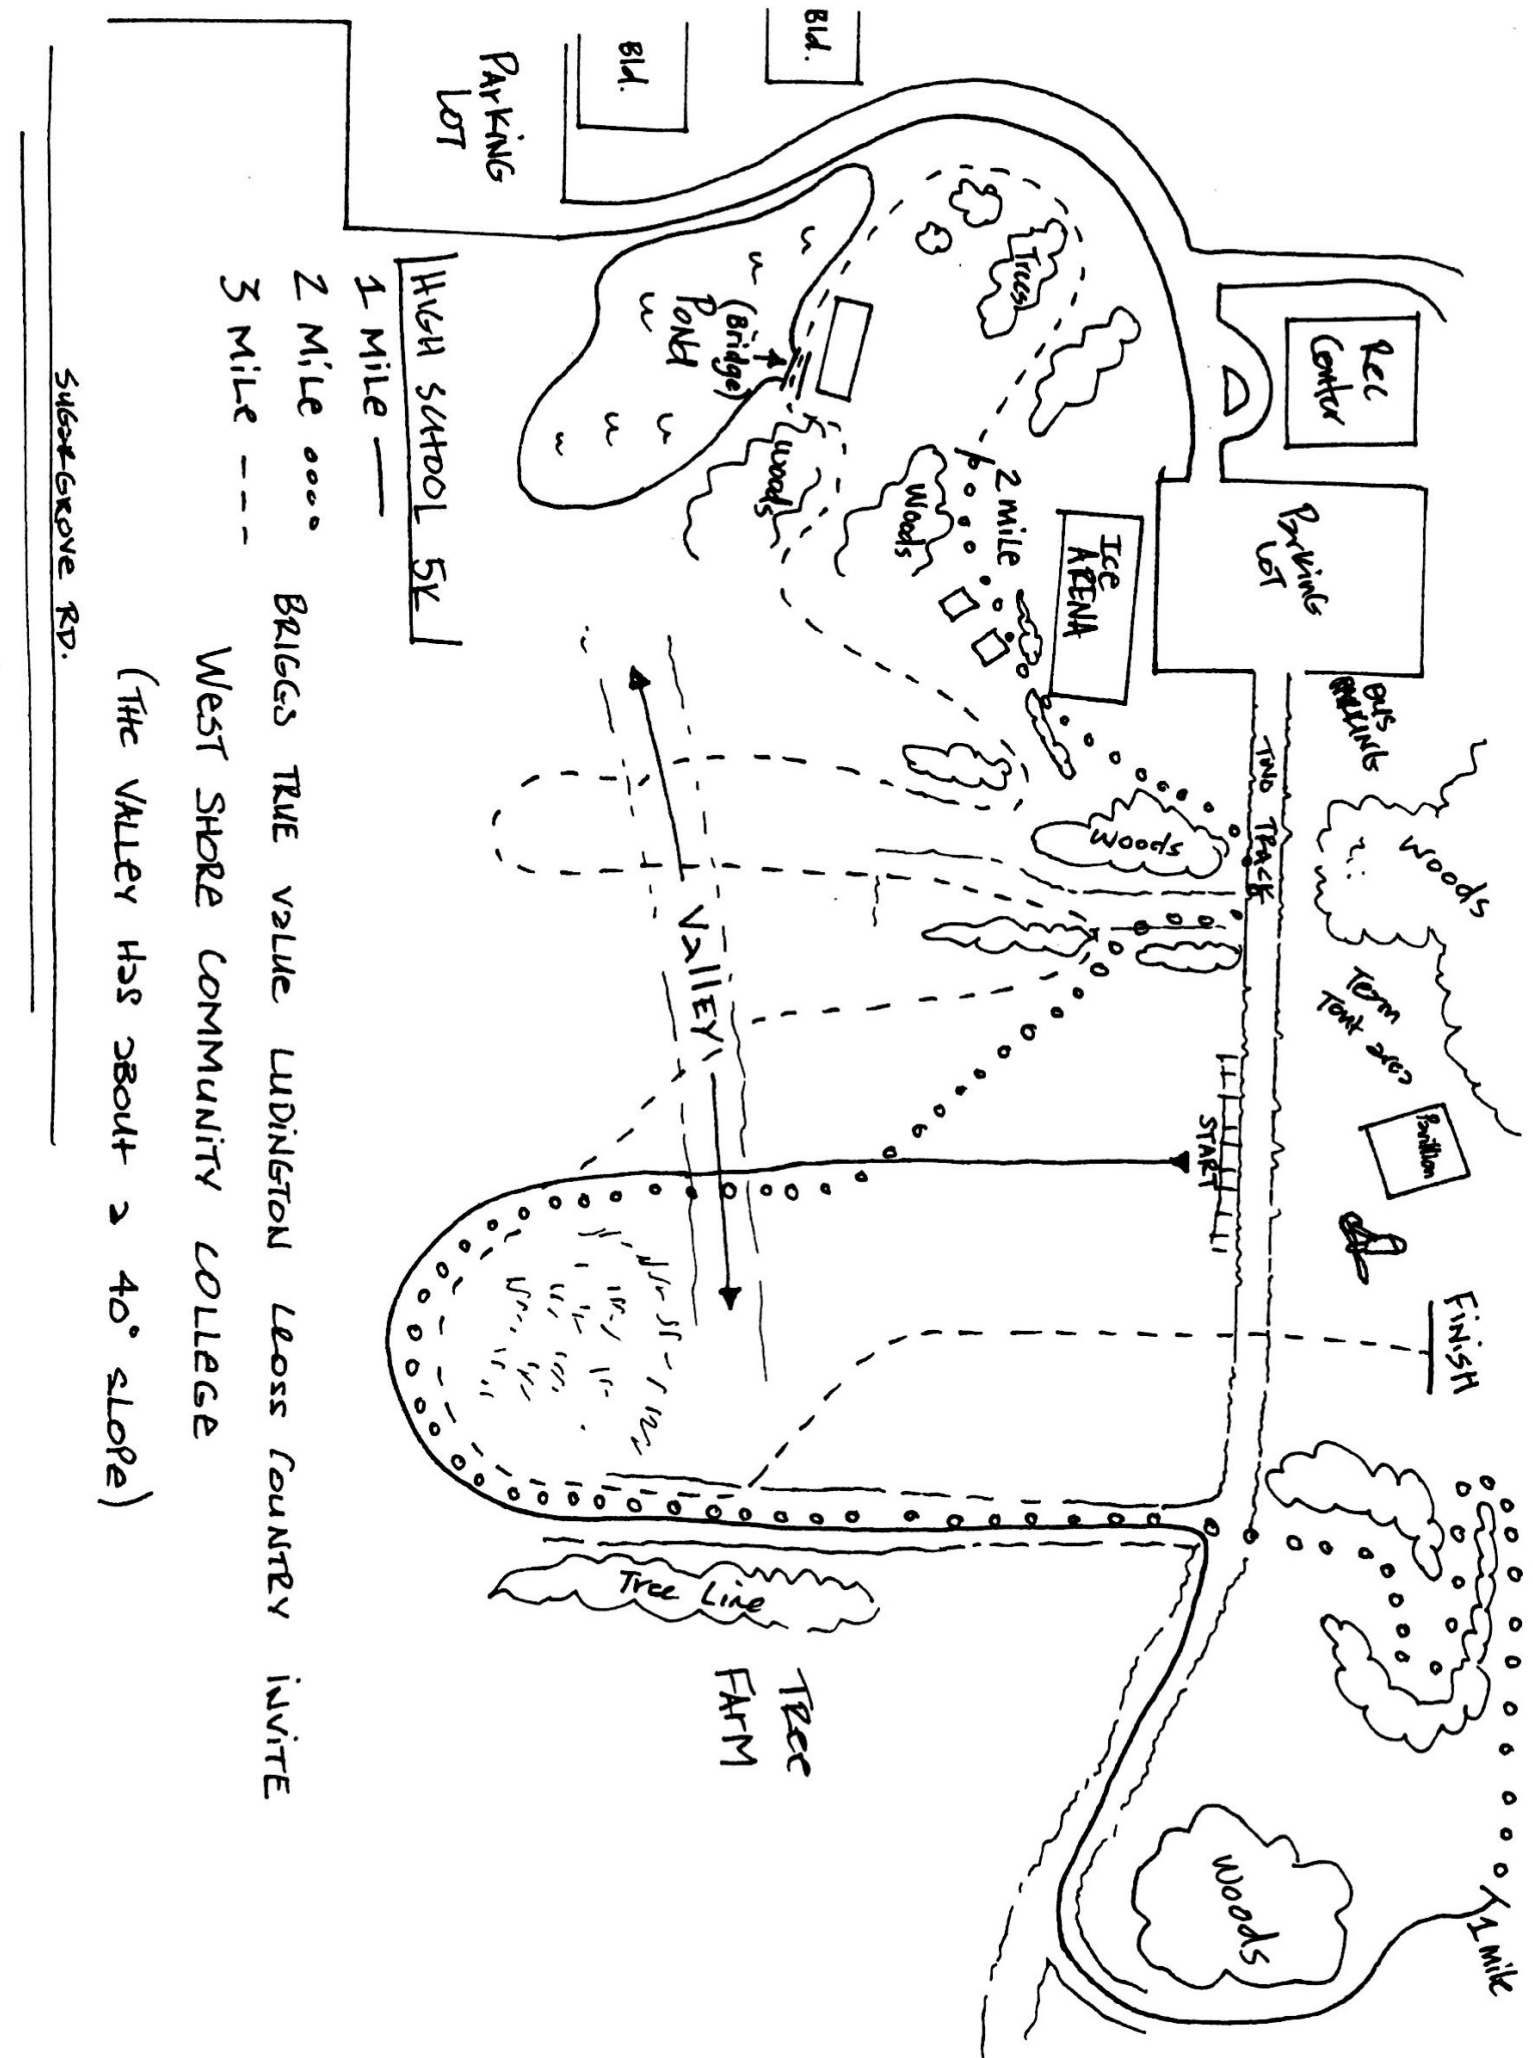 Woods
1 mile
FINISH
Pavillion
Team
Tent area
Woods
BUS
PARKING
Parking
LOT
Rec
Center
TWO TRACK
START
Woods
ICE
ARENA
2 MILE
Woods
Trees
Woods
(Bridge)
POND
VallEY
Tree Line
TREE
FARM
Bld.
Bld.
PARKING
LOT
HIGH SCHOOL 5K
1 MILE
2 MILE
3 MILE
BRIGGS TRUE VALUE LUDINGTON CROSS COUNTRY INVITE
WEST SHORE COMMUNITY COLLEGE
(THE VALLEY HAS ABOUT A 40° SLOPE)
SUGARGROVE RD.